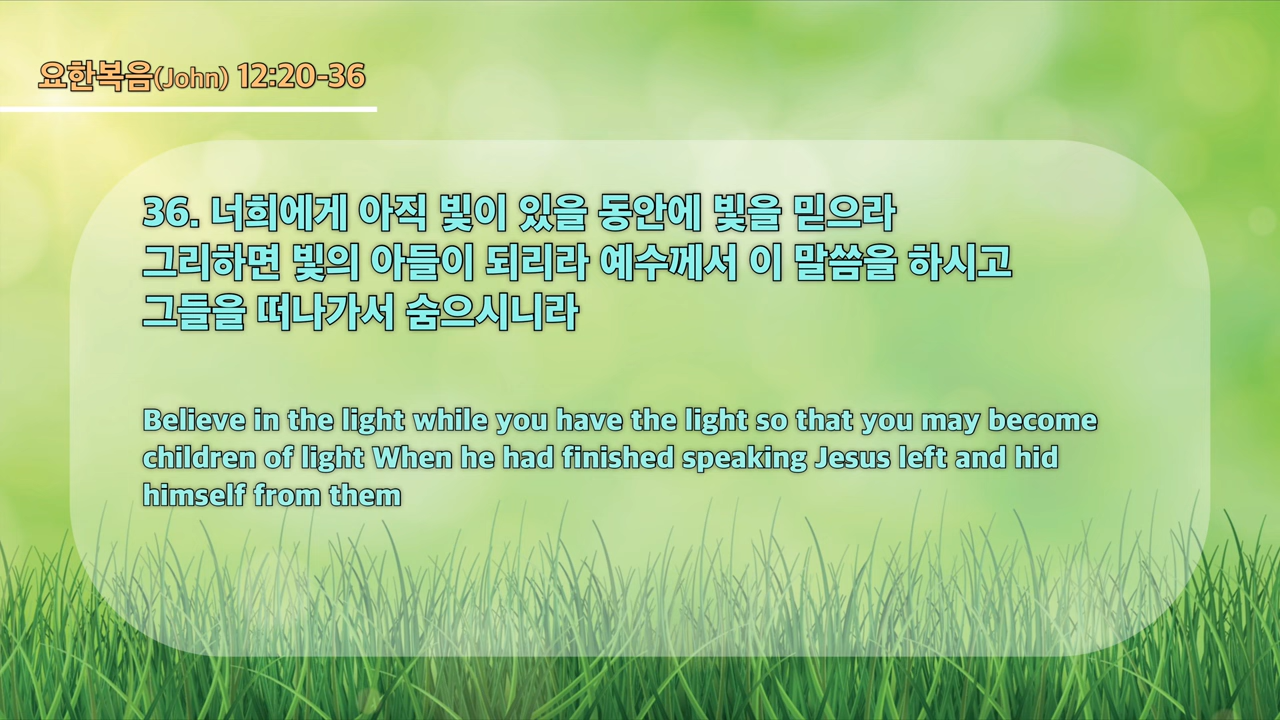 요한복음(John) 12:20-36
36. 너희에게 아직 빛이 있을 동안에 빛을 믿으라
그리하면 빛의 아들이 되리라 예수께서 이 말씀을 하시고
그들을 떠나가서 숨으시니라
Believe in the light while you have the light so that you may become
children of light When he had finished speaking Jesus left and hid
himself from them